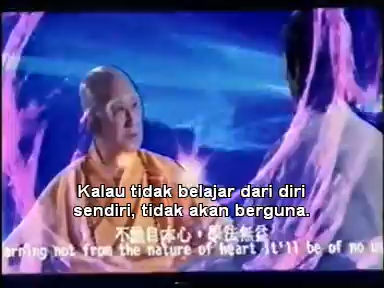 Kalau tidak belajar dari diri
sendiri, tidak akan berguna.
不識自本心，學法無益
arning not from the nature of heart it'll be of no u